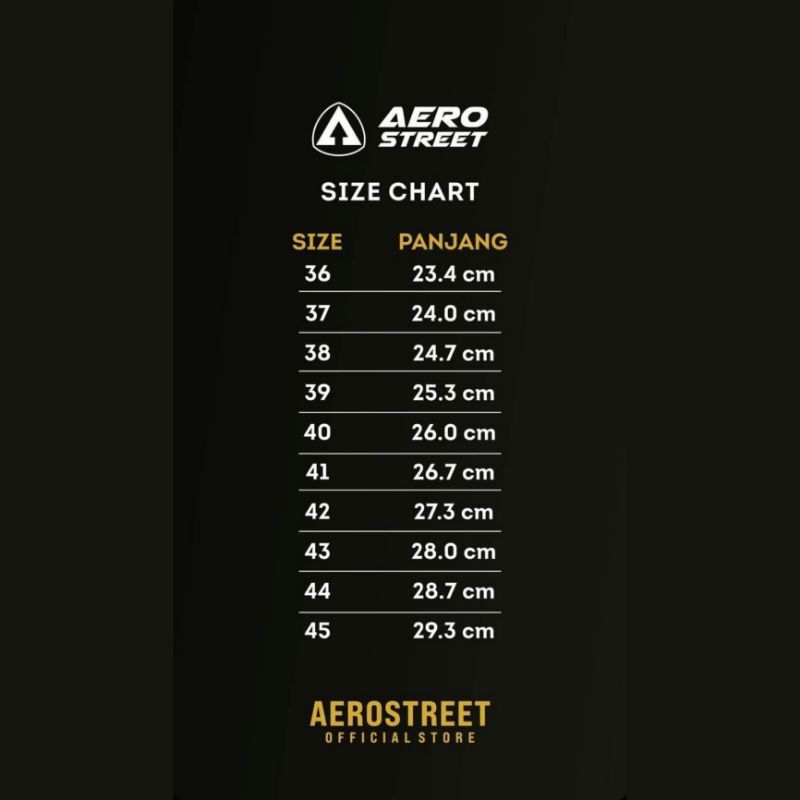 AERO
STREET
SIZE CHART
SIZE PANJANG
36 23.4 cm
37 24.0 cm
38 24.7 cm
39 25.3 cm
40 26.0 cm
41 26.7 cm
42 27.3 cm
43 28.0 cm
44 28.7 cm
45 29.3 cm
AEROSTREET
OFFICIAL STORE